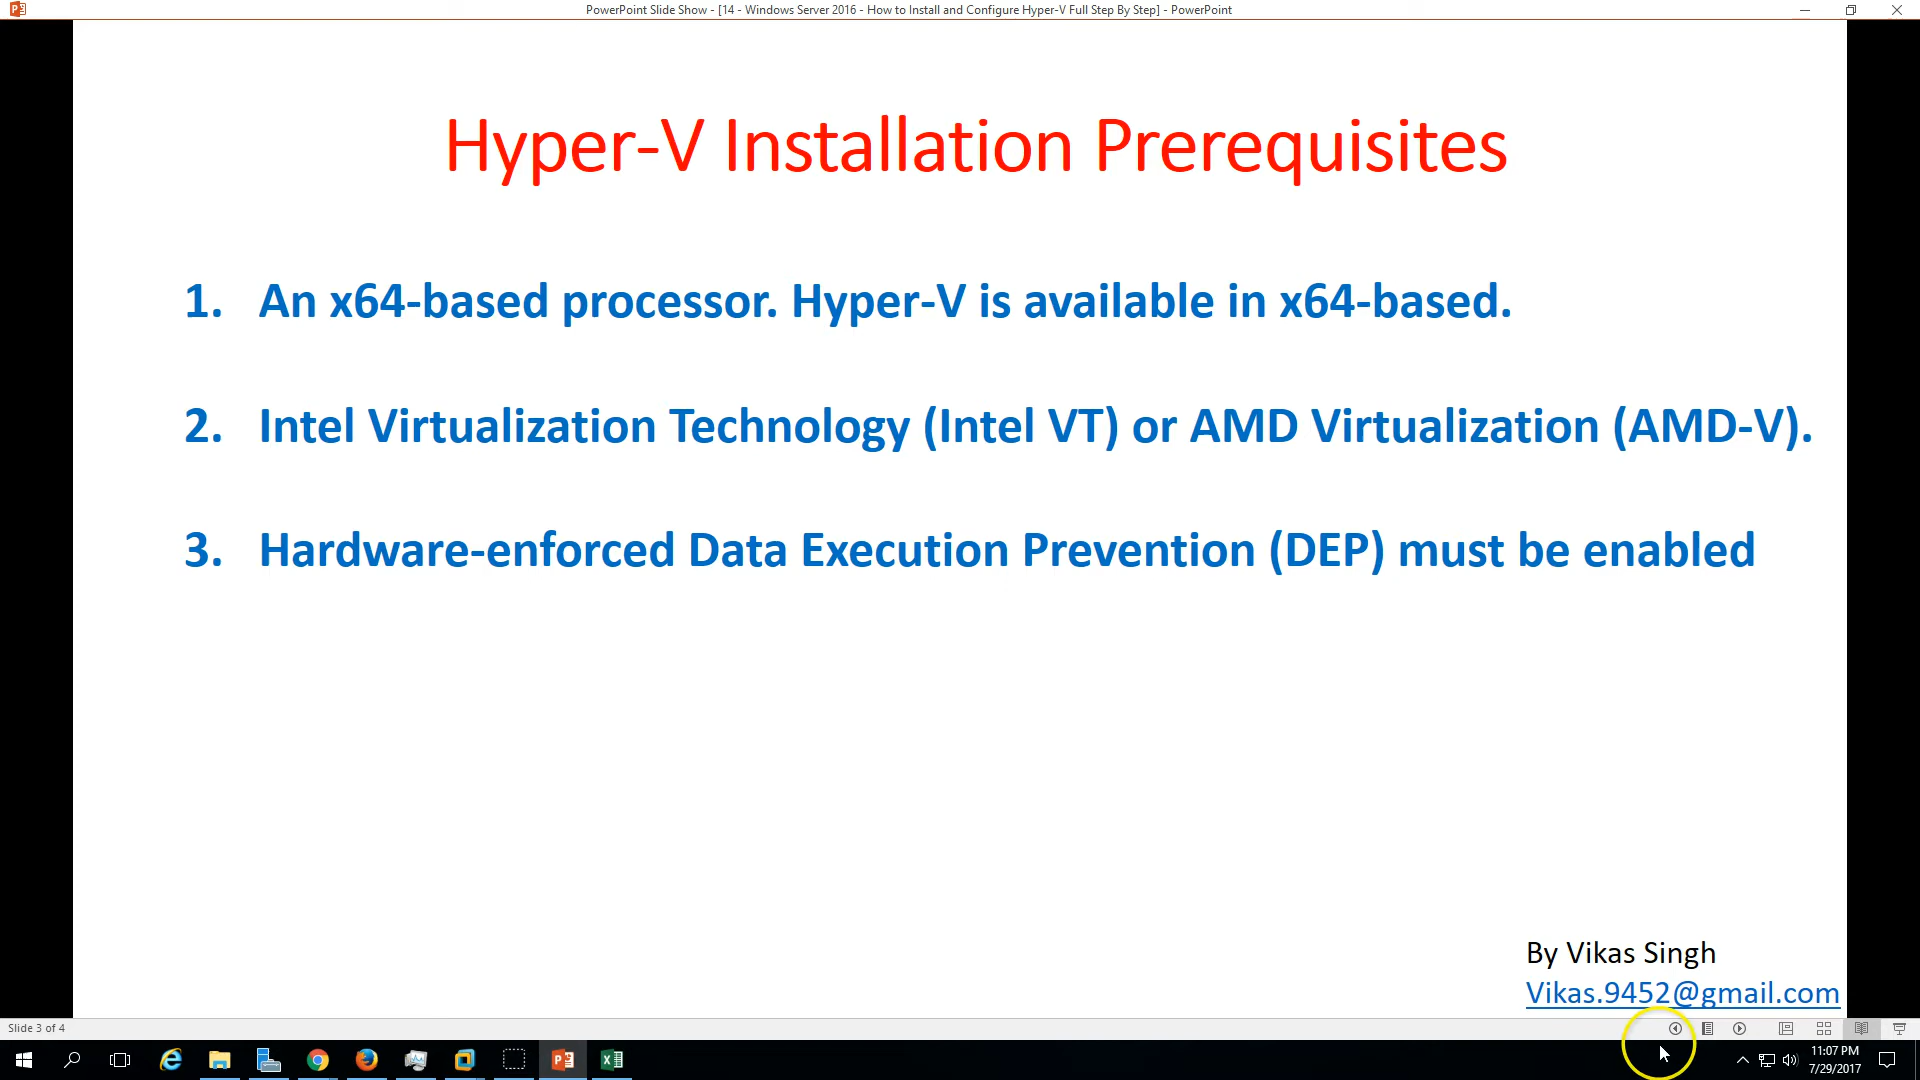 PowerPoint Slide Show - [14 - Windows Server 2016 - How to Install and Configure Hyper-V Full Step By Step] - PowerPoint
Hyper-V Installation Prerequisites
1. An x64-based processor. Hyper-V is available in x64-based.
2. Intel Virtualization Technology (Intel VT) or AMD Virtualization (AMD-V).
3. Hardware-enforced Data Execution Prevention (DEP) must be enabled
By Vikas Singh
Vikas.9452@gmail.com
Slide 3 of 4
11:07 PM
7/29/2017